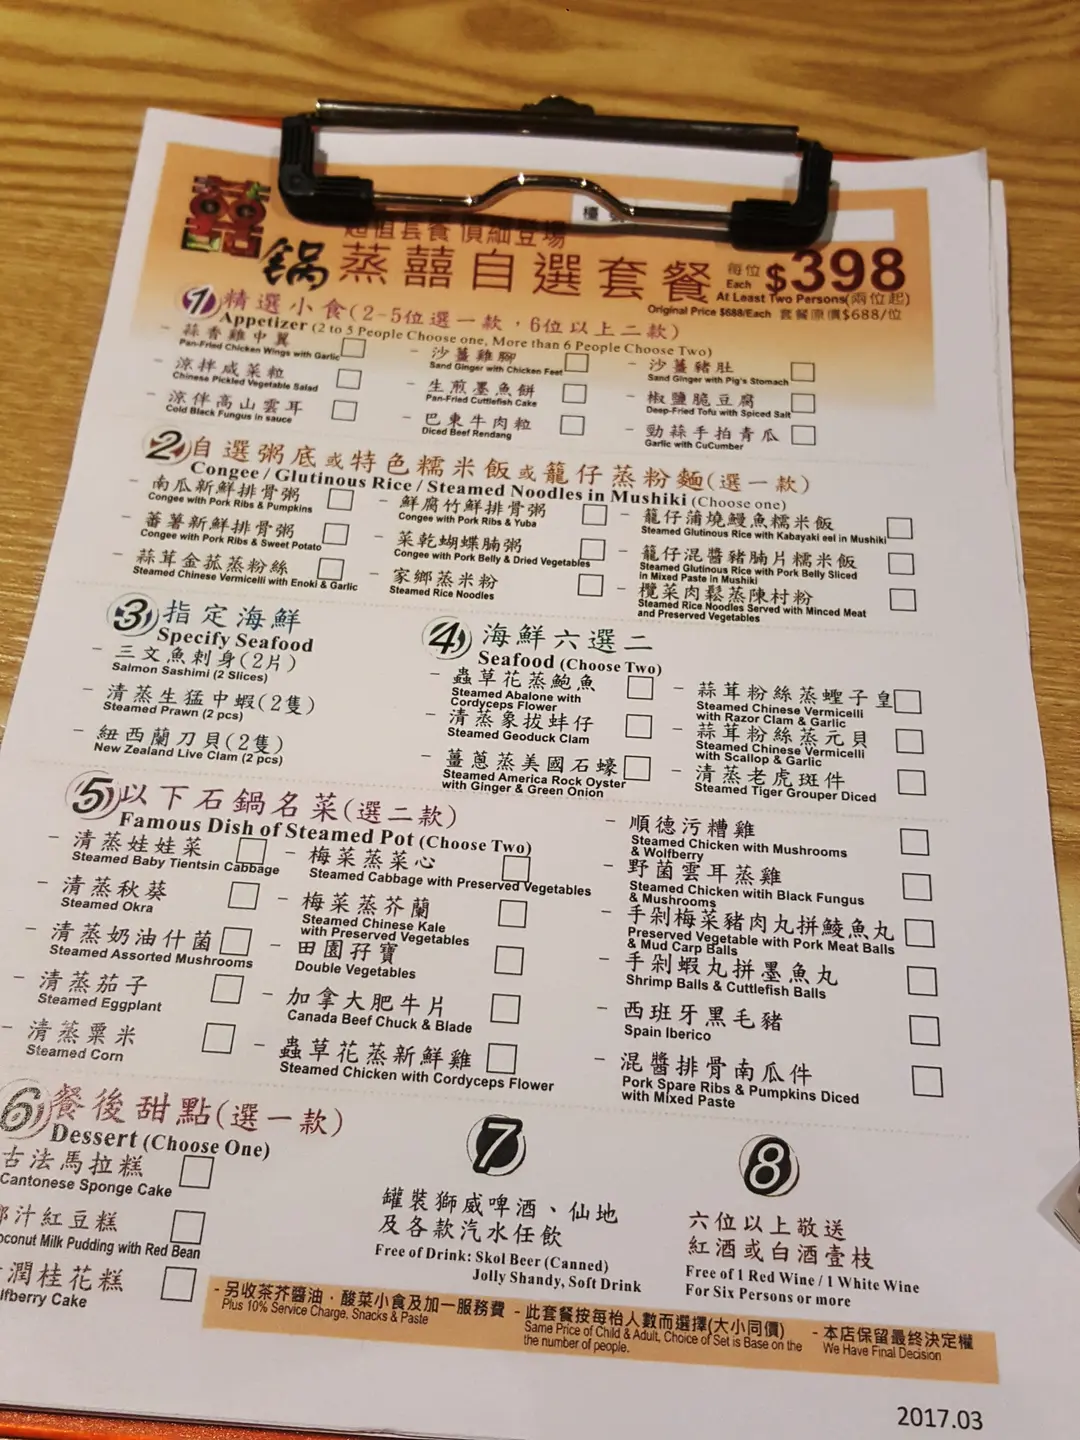 囍
檯號
超值套餐 傾細登場
鍋 蒸囍自選套餐 每位 Each $398
At Least Two Persons(兩位起)
Original Price $688/Each 套餐原價$688/位
1 精選小食(2-5位選一款，6位以上二款)
Appetizer (2 to 5 People Choose one, More than 6 People Choose Two)
- 蒜香雞中翼
Pan-Fried Chicken Wings with Garlic
- 沙薑雞腳
Sand Ginger with Chicken Feet
- 沙薑豬肚
Sand Ginger with Pig's Stomach
- 涼拌咸菜粒
Chinese Pickled Vegetable Salad
- 生煎墨魚餅
Pan-Fried Cuttlefish Cake
- 椒鹽脆豆腐
Deep-Fried Tofu with Spiced Salt
- 涼伴高山雲耳
Cold Black Fungus in sauce
- 巴東牛肉粒
Diced Beef Rendang
- 勁蒜手拍青瓜
Garlic with CuCumber
2 自選粥底或特色糯米飯或籠仔蒸粉麵(選一款)
Congee / Glutinous Rice / Steamed Noodles in Mushiki (Choose one)
- 南瓜新鮮排骨粥
Congee with Pork Ribs & Pumpkins
- 鮮腐竹鮮排骨粥
Congee with Pork Ribs & Yuba
- 籠仔蒲燒鰻魚糯米飯
Steamed Glutinous Rice with Kabayaki eel in Mushiki
- 蕃薯新鮮排骨粥
Congee with Pork Ribs & Sweet Potato
- 菜乾蝴蝶腩粥
Congee with Pork Belly & Dried Vegetables
- 籠仔混醬豬腩片糯米飯
Steamed Glutinous Rice with Pork Belly Sliced
in Mixed Paste in Mushiki
- 蒜茸金菰蒸粉絲
Steamed Chinese Vermicelli with Enoki & Garlic
- 家鄉蒸米粉
Steamed Rice Noodles
- 欖菜肉鬆蒸陳村粉
Steamed Rice Noodles Served with Minced Meat
and Preserved Vegetables
3 指定海鮮
Specify Seafood
- 三文魚刺身(2片)
Salmon Sashimi (2 Slices)
- 清蒸生猛中蝦(2隻)
Steamed Prawn (2 pcs)
- 紐西蘭刀貝(2隻)
New Zealand Live Clam (2 pcs)
4 海鮮六選二
Seafood (Choose Two)
- 蟲草花蒸鮑魚
Steamed Abalone with
Cordyceps Flower
- 清蒸象拔蚌仔
Steamed Geoduck Clam
- 薑蔥蒸美國石蠔
Steamed America Rock Oyster
with Ginger & Green Onion
- 蒜茸粉絲蒸蟶子皇
Steamed Chinese Vermicelli
with Razor Clam & Garlic
- 蒜茸粉絲蒸元貝
Steamed Chinese Vermicelli
with Scallop & Garlic
- 清蒸老虎斑件
Steamed Tiger Grouper Diced
5 以下石鍋名菜(選二款)
Famous Dish of Steamed Pot (Choose Two)
- 清蒸娃娃菜
Steamed Baby Tientsin Cabbage
- 清蒸秋葵
Steamed Okra
- 清蒸奶油什菌
Steamed Assorted Mushrooms
- 清蒸茄子
Steamed Eggplant
- 清蒸粟米
Steamed Corn
- 梅菜蒸菜心
Steamed Cabbage with Preserved Vegetables
- 梅菜蒸芥蘭
Steamed Chinese Kale
with Preserved Vegetables
- 田園孖寶
Double Vegetables
- 加拿大肥牛片
Canada Beef Chuck & Blade
- 蟲草花蒸新鮮雞
Steamed Chicken with Cordyceps Flower
- 順德污糟雞
Steamed Chicken with Mushrooms
& Wolfberry
- 野菌雲耳蒸雞
Steamed Chicken witih Black Fungus
& Mushrooms
- 手剁梅菜豬肉丸拼鯪魚丸
Preserved Vegetable with Pork Meat Balls
& Mud Carp Balls
- 手剁蝦丸拼墨魚丸
Shrimp Balls & Cuttlefish Balls
- 西班牙黑毛豬
Spain Iberico
- 混醬排骨南瓜件
Pork Spare Ribs & Pumpkins Diced
with Mixed Paste
6 餐後甜點(選一款)
Dessert (Choose One)
古法馬拉糕
Cantonese Sponge Cake
椰汁紅豆糕
oconut Milk Pudding with Red Bean
潤桂花糕
lfberry Cake
7
罐裝獅威啤酒、仙地
及各款汽水任飲
Free of Drink: Skol Beer (Canned)
Jolly Shandy, Soft Drink
8
六位以上敬送
紅酒或白酒壹枝
Free of 1 Red Wine / 1 White Wine
For Six Persons or more
- 另收茶芥醬油，酸菜小食及加一服務費
Plus 10% Service Charge, Snacks & Paste
- 此套餐按每枱人數而選擇(大小同價)
Same Price of Child & Adult, Choice of Set is Base on the
the number of people.
- 本店保留最終決定權
We Have Final Decision
2017.03